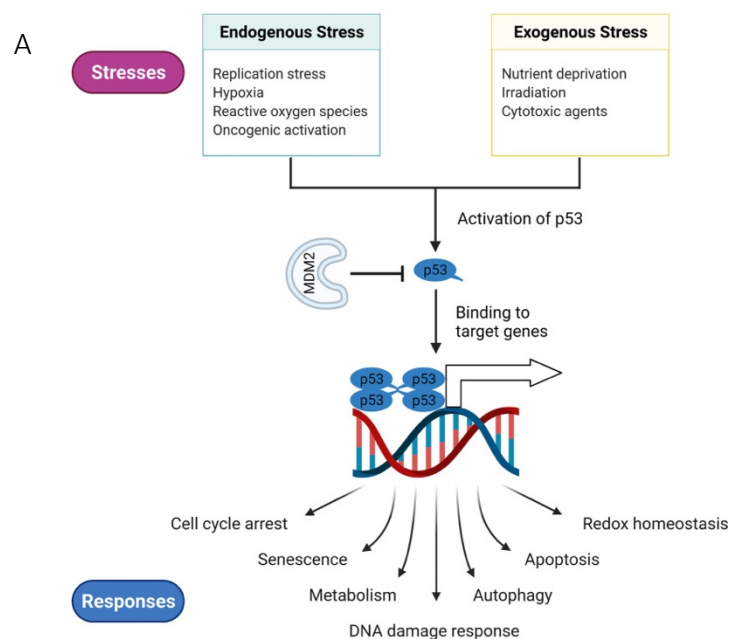 A
Stresses
Endogenous Stress
Replication stress
Hypoxia
Reactive oxygen species
Oncogenic activation
Exogenous Stress
Nutrient deprivation
Irradiation
Cytotoxic agents
Activation of p53
MDM2
p53
Binding to
target genes
p53 p53
p53 p53
Cell cycle arrest
Redox homeostasis
Senescence
Apoptosis
Metabolism
Autophagy
Responses
DNA damage response